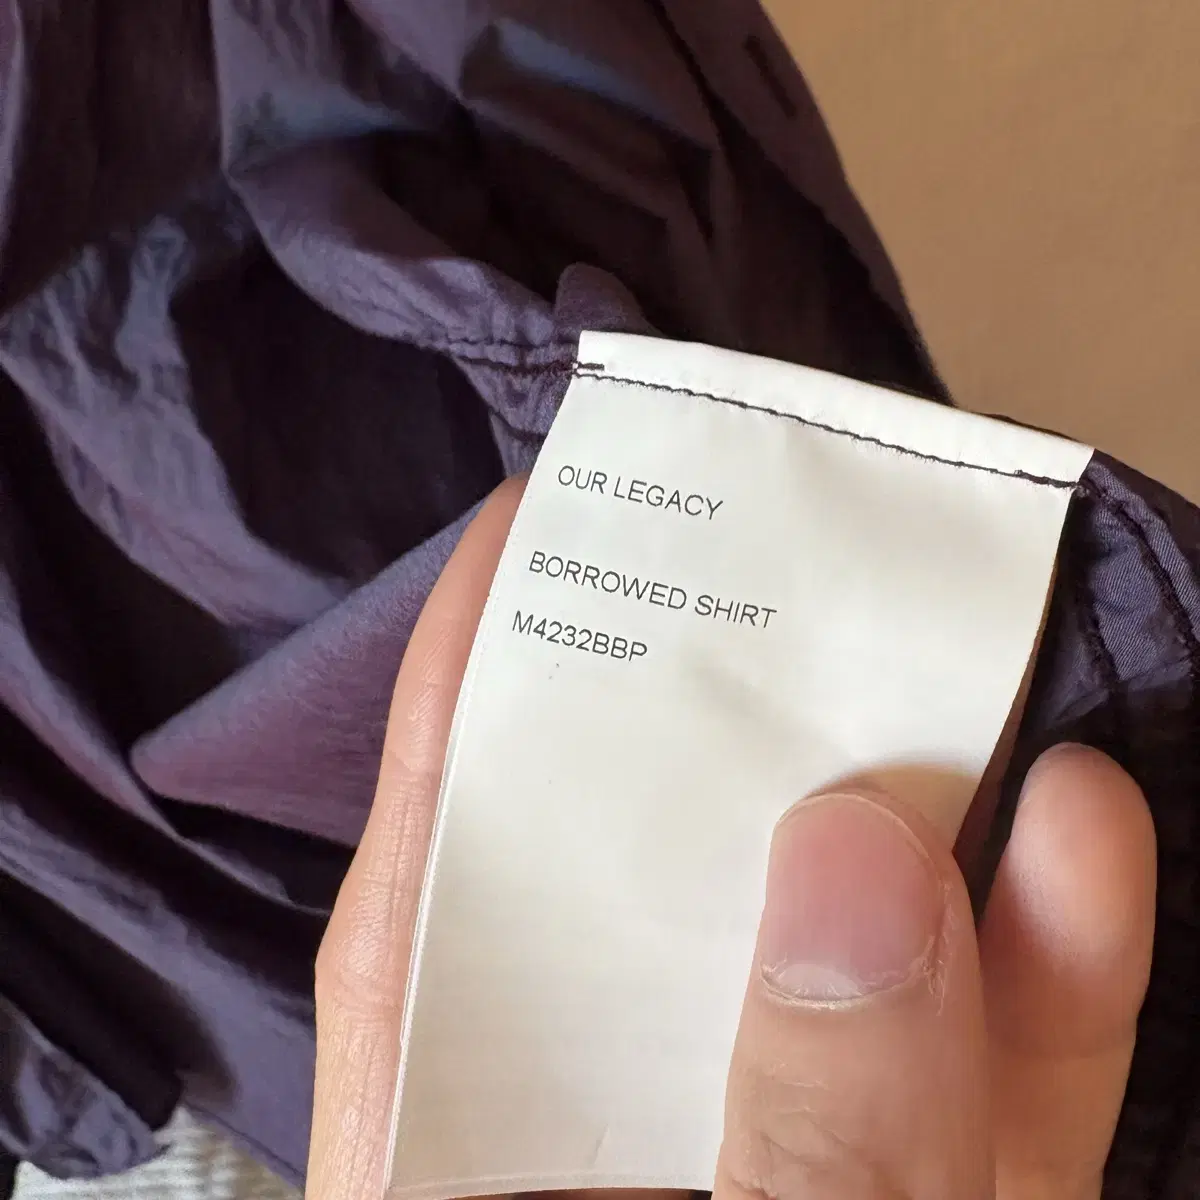 OUR LEGACY
BORROWED SHIRT
M4232BBP